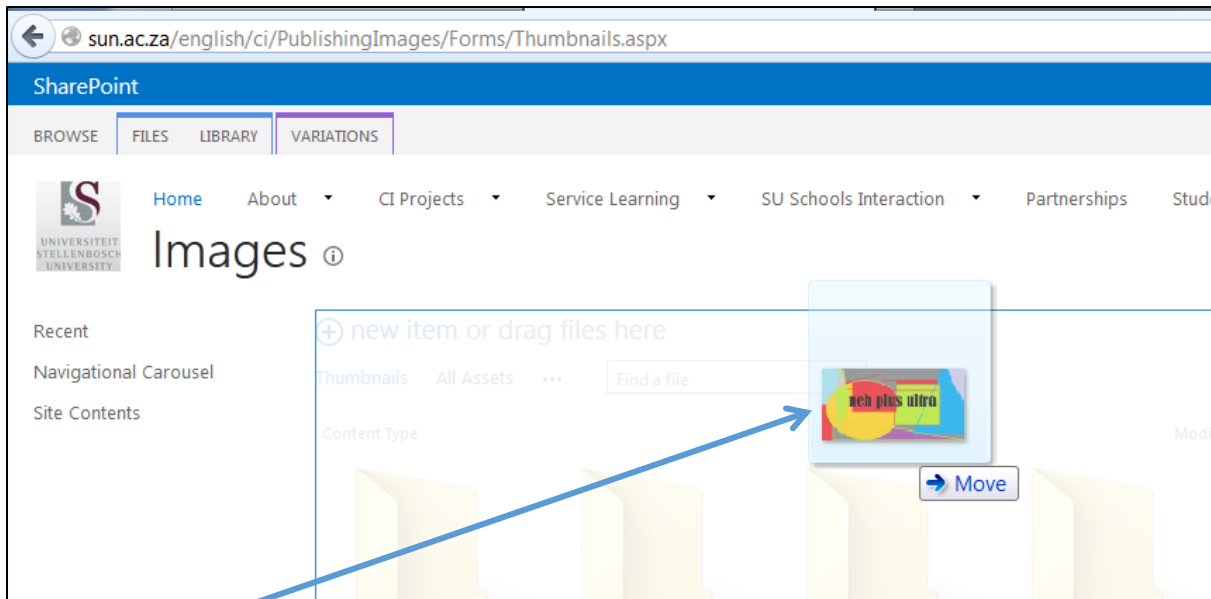 sun.ac.za/english/ci/PublishingImages/Forms/Thumbnails.aspx
SharePoint
BROWSE FILES LIBRARY VARIATIONS
Home About CI Projects Service Learning SU Schools Interaction Partnerships Stud
UNIVERSITEIT
STELLENBOSCH
UNIVERSITY
Images
Recent
new item or drag files here
Navigational Carousel
Thumbnails All Assets ... Find a file
neh plus ultra
Site Contents
Content Type Modi
Move